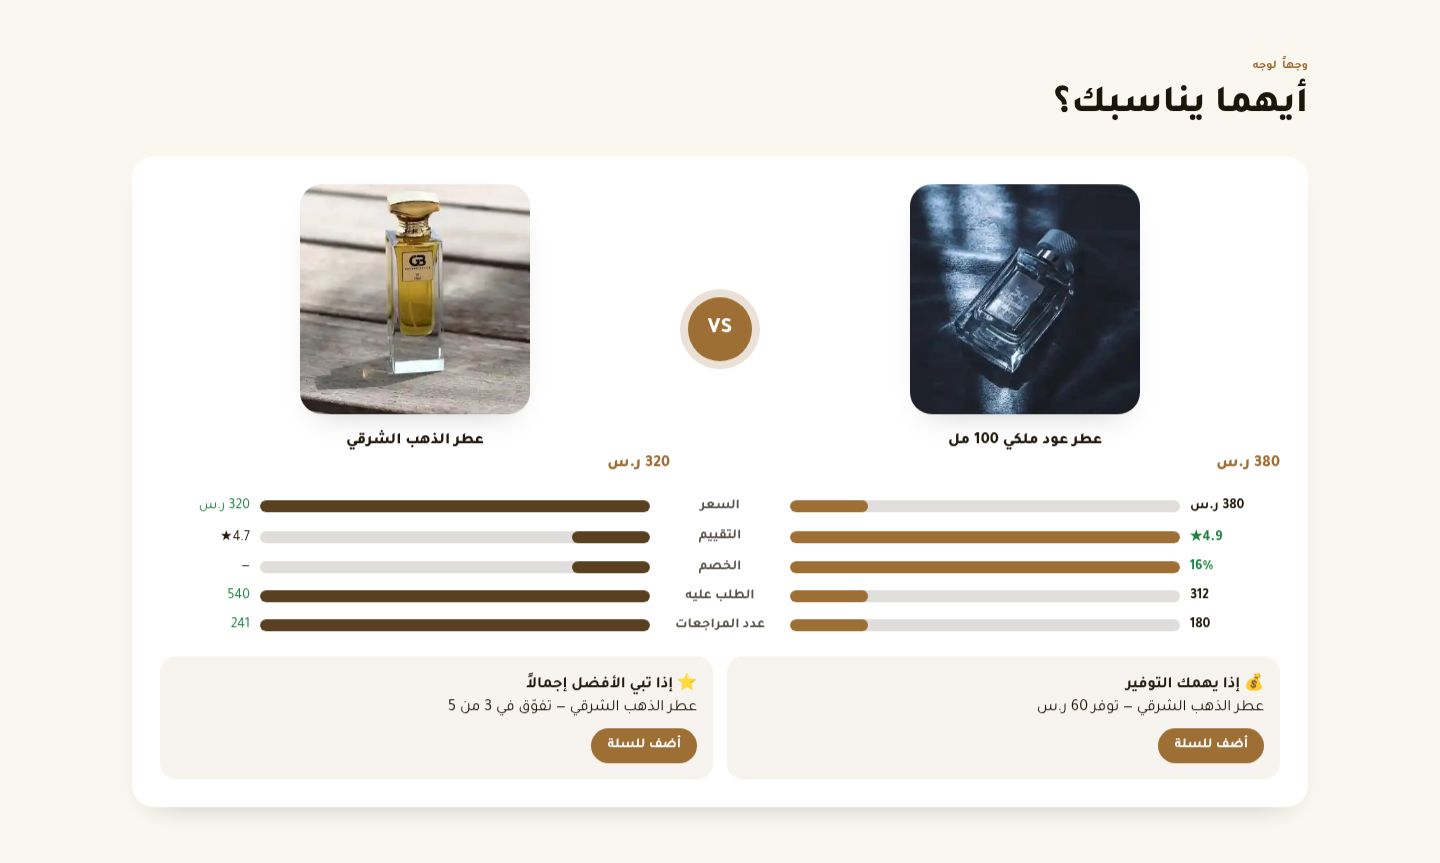 وجهاً لوجه
أيهما يناسبك؟
GB
VS
عطر عود ملكي 100 مل
380 ر.س
عطر الذهب الشرقي
320 ر.س
380 ر.س السعر 320 ر.س
4.9★ التقييم 4.7★
16% الخصم –
312 الطلب عليه 540
180 عدد المراجعات 241
💰 إذا يهمك التوفير
عطر الذهب الشرقي – توفر 60 ر.س
أضف للسلة
⭐ إذا تبي الأفضل إجمالاً
عطر الذهب الشرقي – تفوّق في 3 من 5
أضف للسلة